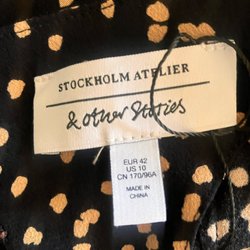 STOCKHOLM ATELIER
& other Stories
EUR 42
US 10
CN 170/96A
MADE IN
CHINA